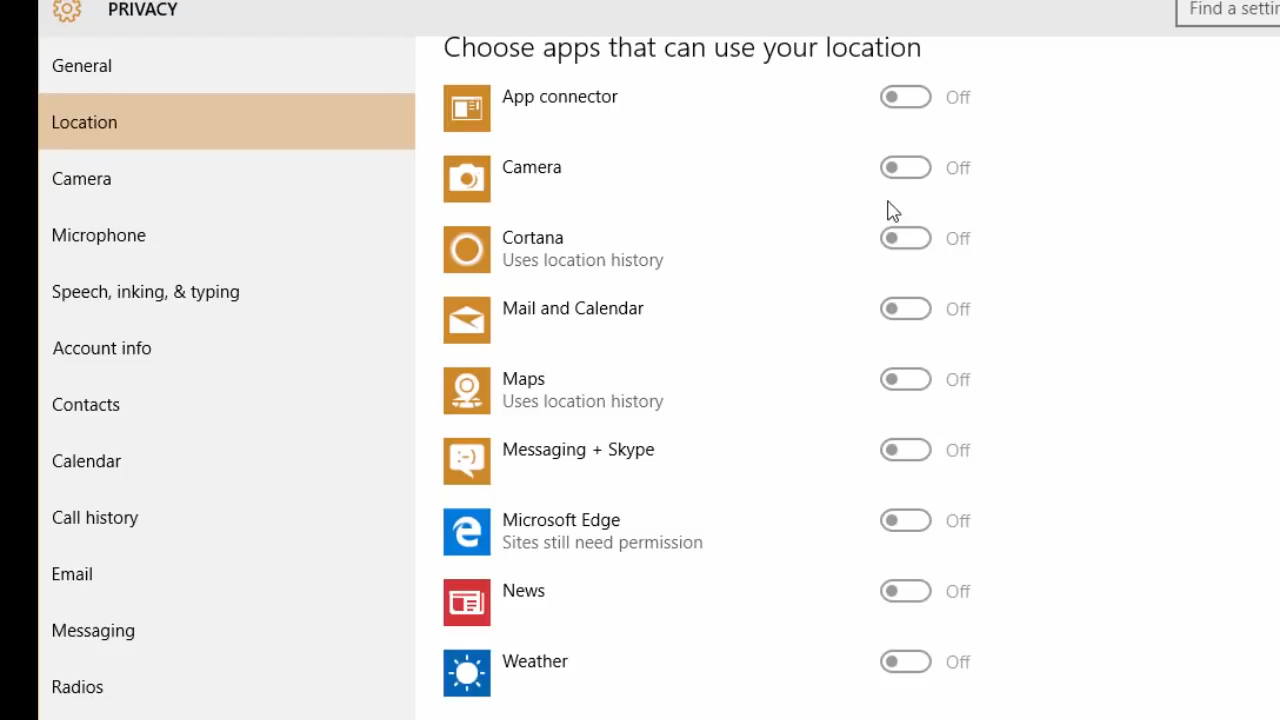 PRIVACY
Find a settin
General
Location
Camera
Microphone
Speech, inking, & typing
Account info
Contacts
Calendar
Call history
Email
Messaging
Radios
Choose apps that can use your location
App connector Off
Camera Off
Cortana Off
Uses location history
Mail and Calendar Off
Maps Off
Uses location history
Messaging + Skype Off
Microsoft Edge Off
Sites still need permission
News Off
Weather Off